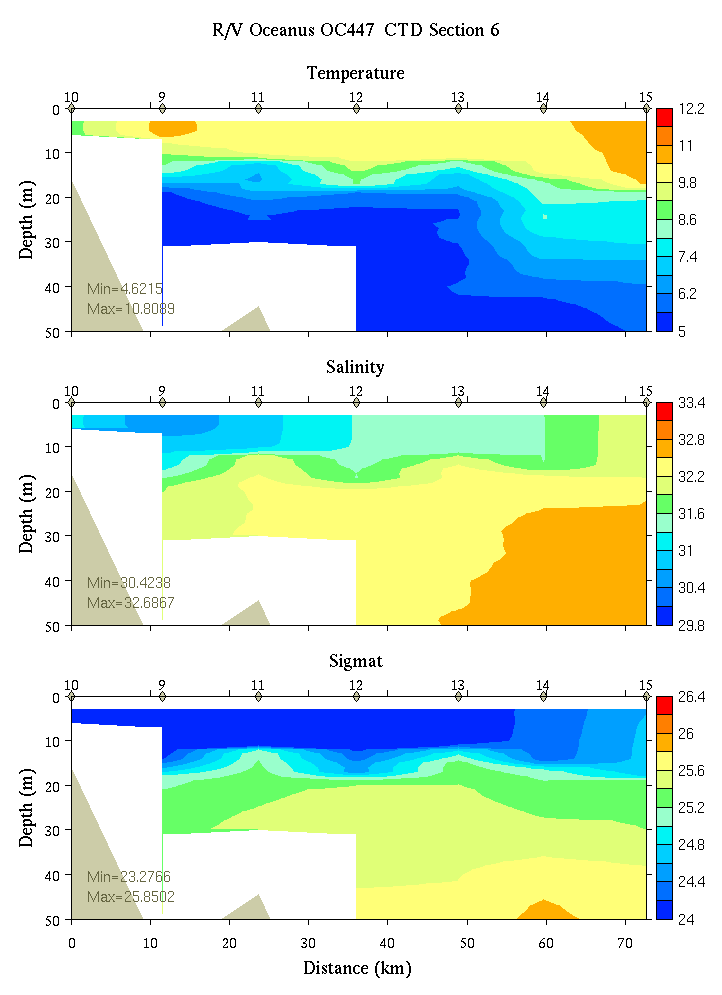 R/V Oceanus OC447 CTD Section 6
Temperature
10 9 11 12 13 14 15
0
10
20
30
40
50
Depth (m)
Min=4.6215
Max=10.8089
12.2
11
9.8
8.6
7.4
6.2
5
Salinity
10 9 11 12 13 14 15
0
10
20
30
40
50
Depth (m)
Min=30.4238
Max=32.6867
33.4
32.8
32.2
31.6
31
30.4
29.8
Sigmat
10 9 11 12 13 14 15
0
10
20
30
40
50
Depth (m)
Min=23.2766
Max=25.8502
26.4
26
25.6
25.2
24.8
24.4
24
0 10 20 30 40 50 60 70
Distance (km)